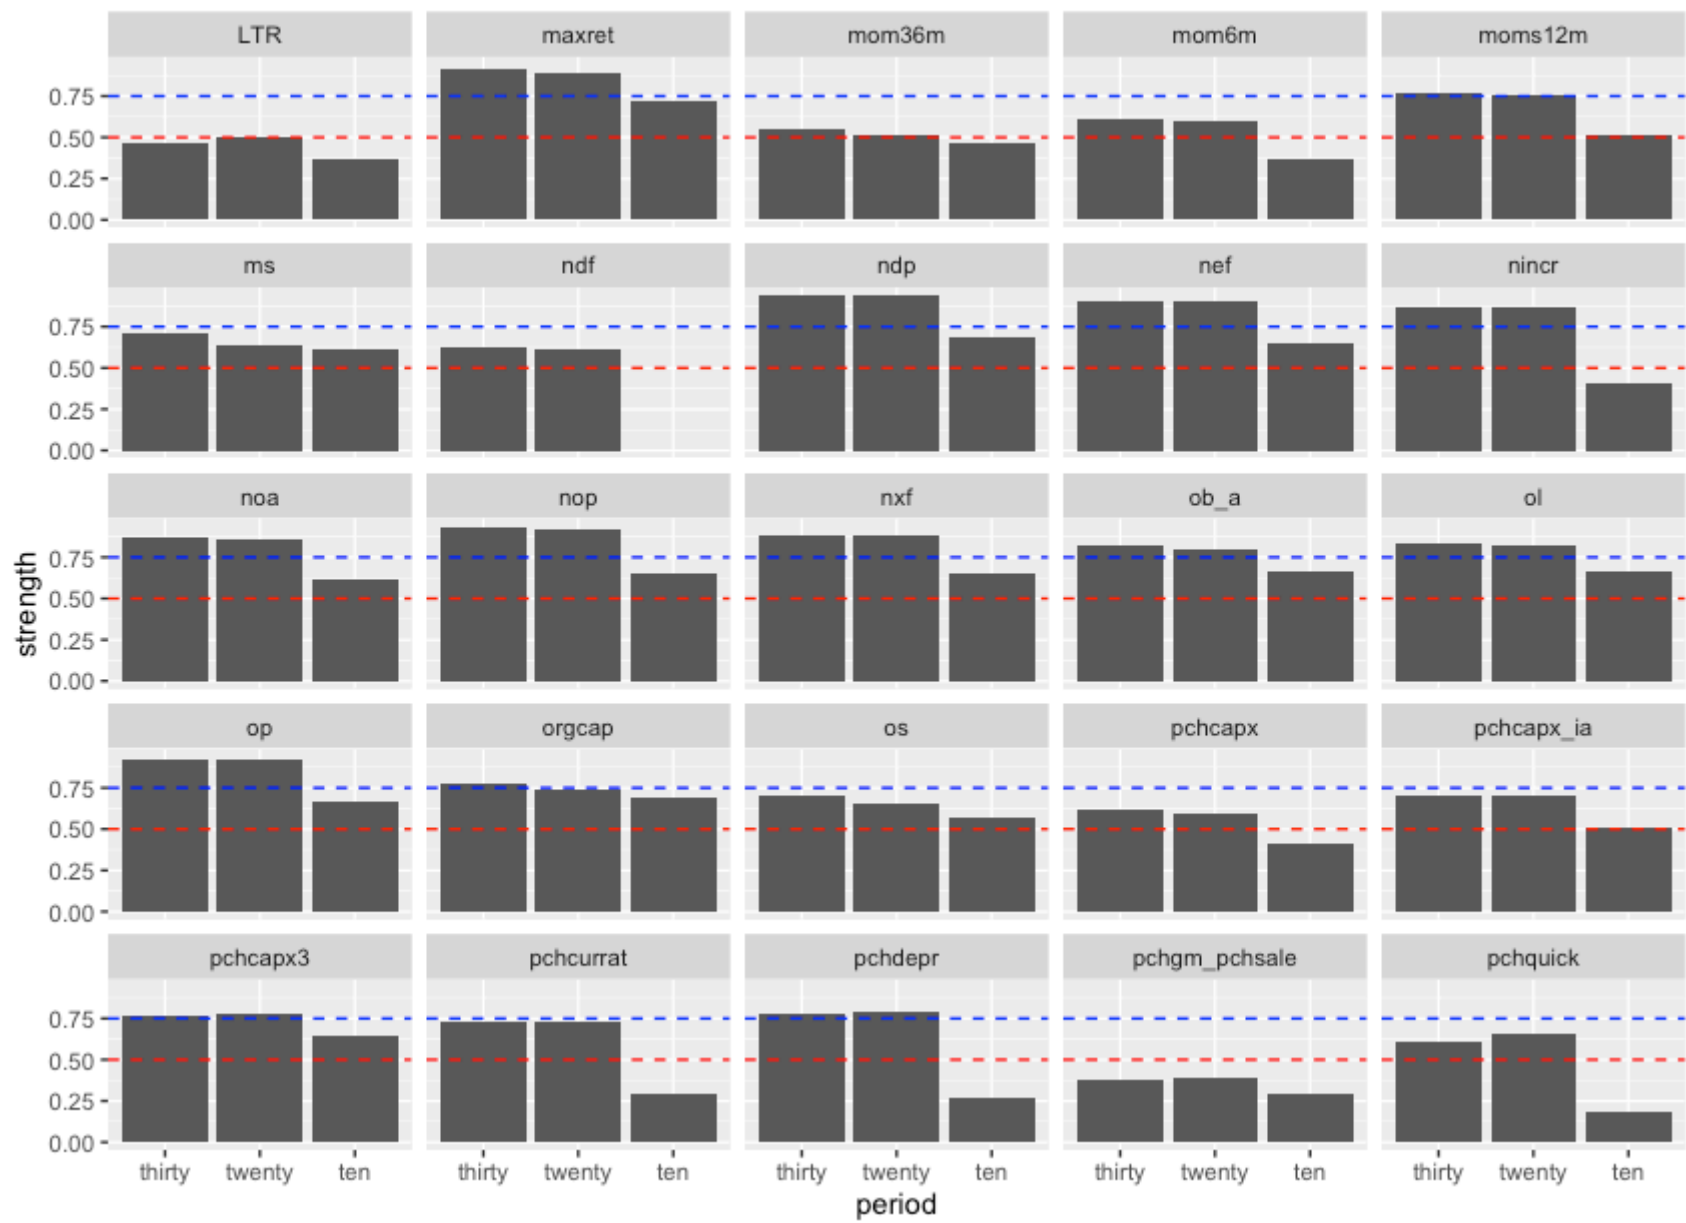 LTR maxret mom36m mom6m moms12m
0.75
0.50
0.25
0.00
ms ndf ndp nef nincr
0.75
0.50
0.25
0.00
noa nop nxf ob_a ol
0.75
0.50
0.25
0.00
strength
op orgcap os pchcapx pchcapx_ia
0.75
0.50
0.25
0.00
pchcapx3 pchcurrat pchdepr pchgm_pchsale pchquick
0.75
0.50
0.25
0.00
thirty twenty ten thirty twenty ten thirty twenty ten thirty twenty ten thirty twenty ten
period